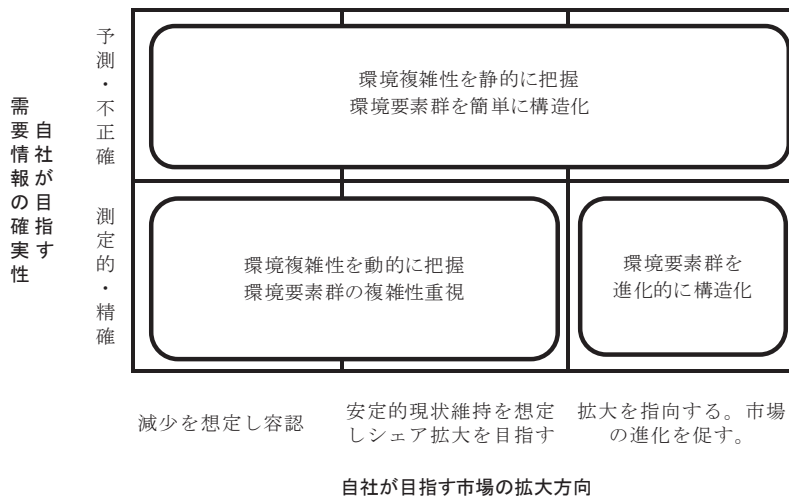 自社が目指す
需要情報の確実性
予測・不正確
環境複雑性を静的に把握
環境要素群を簡単に構造化
測定的・精確
環境複雑性を動的に把握
環境要素群の複雑性重視
環境要素群を
進化的に構造化
減少を想定し容認
安定的現状維持を想定
しシェア拡大を目指す
拡大を指向する。市場
の進化を促す。
自社が目指す市場の拡大方向